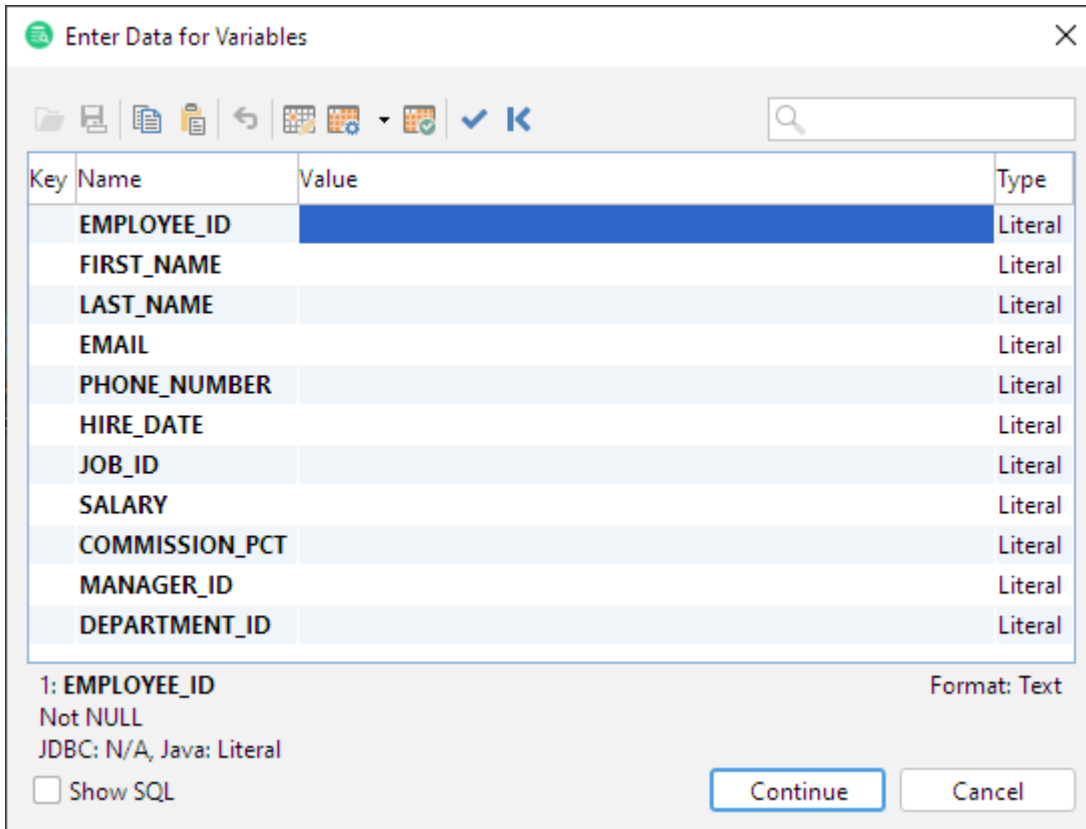 Enter Data for Variables
Key Name Value Type
EMPLOYEE_ID Literal
FIRST_NAME Literal
LAST_NAME Literal
EMAIL Literal
PHONE_NUMBER Literal
HIRE_DATE Literal
JOB_ID Literal
SALARY Literal
COMMISSION_PCT Literal
MANAGER_ID Literal
DEPARTMENT_ID Literal
1: EMPLOYEE_ID Format: Text
Not NULL
JDBC: N/A, Java: Literal
Show SQL Continue Cancel